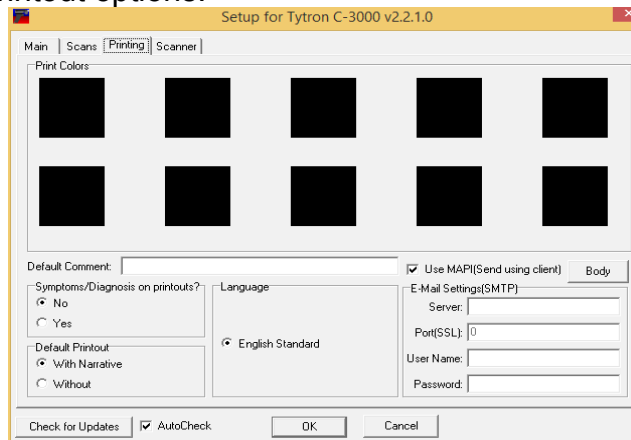 rintout options.
Setup for Tytron C-3000 v2.2.1.0
Main Scans Printing Scanner
Print Colors
Default Comment:
Use MAPI(Send using client) Body
Symptoms/Diagnosis on printouts?
No
Yes
Default Printout
With Narrative
Without
Language
English Standard
E-Mail Settings(SMTP)
Server:
Port(SSL): 0
User Name:
Password:
Check for Updates AutoCheck OK Cancel